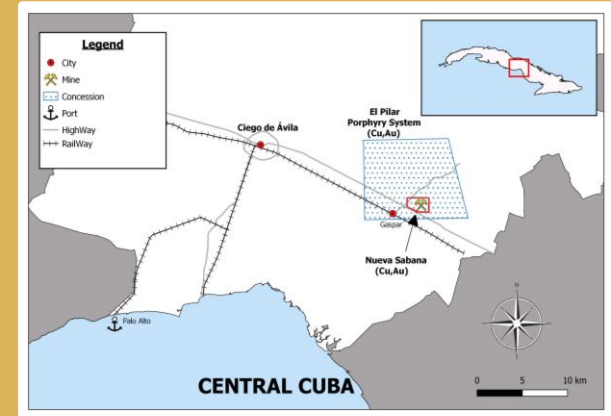 Legend
City
Mine
Concession
Port
HighWay
RailWay
Ciego de Ávila
El Pilar
Porphyry System
(Cu,Au)
Gaspar
Nueva Sabana
(Cu,Au)
Palo Alto
N
CENTRAL CUBA
0 5 10 km